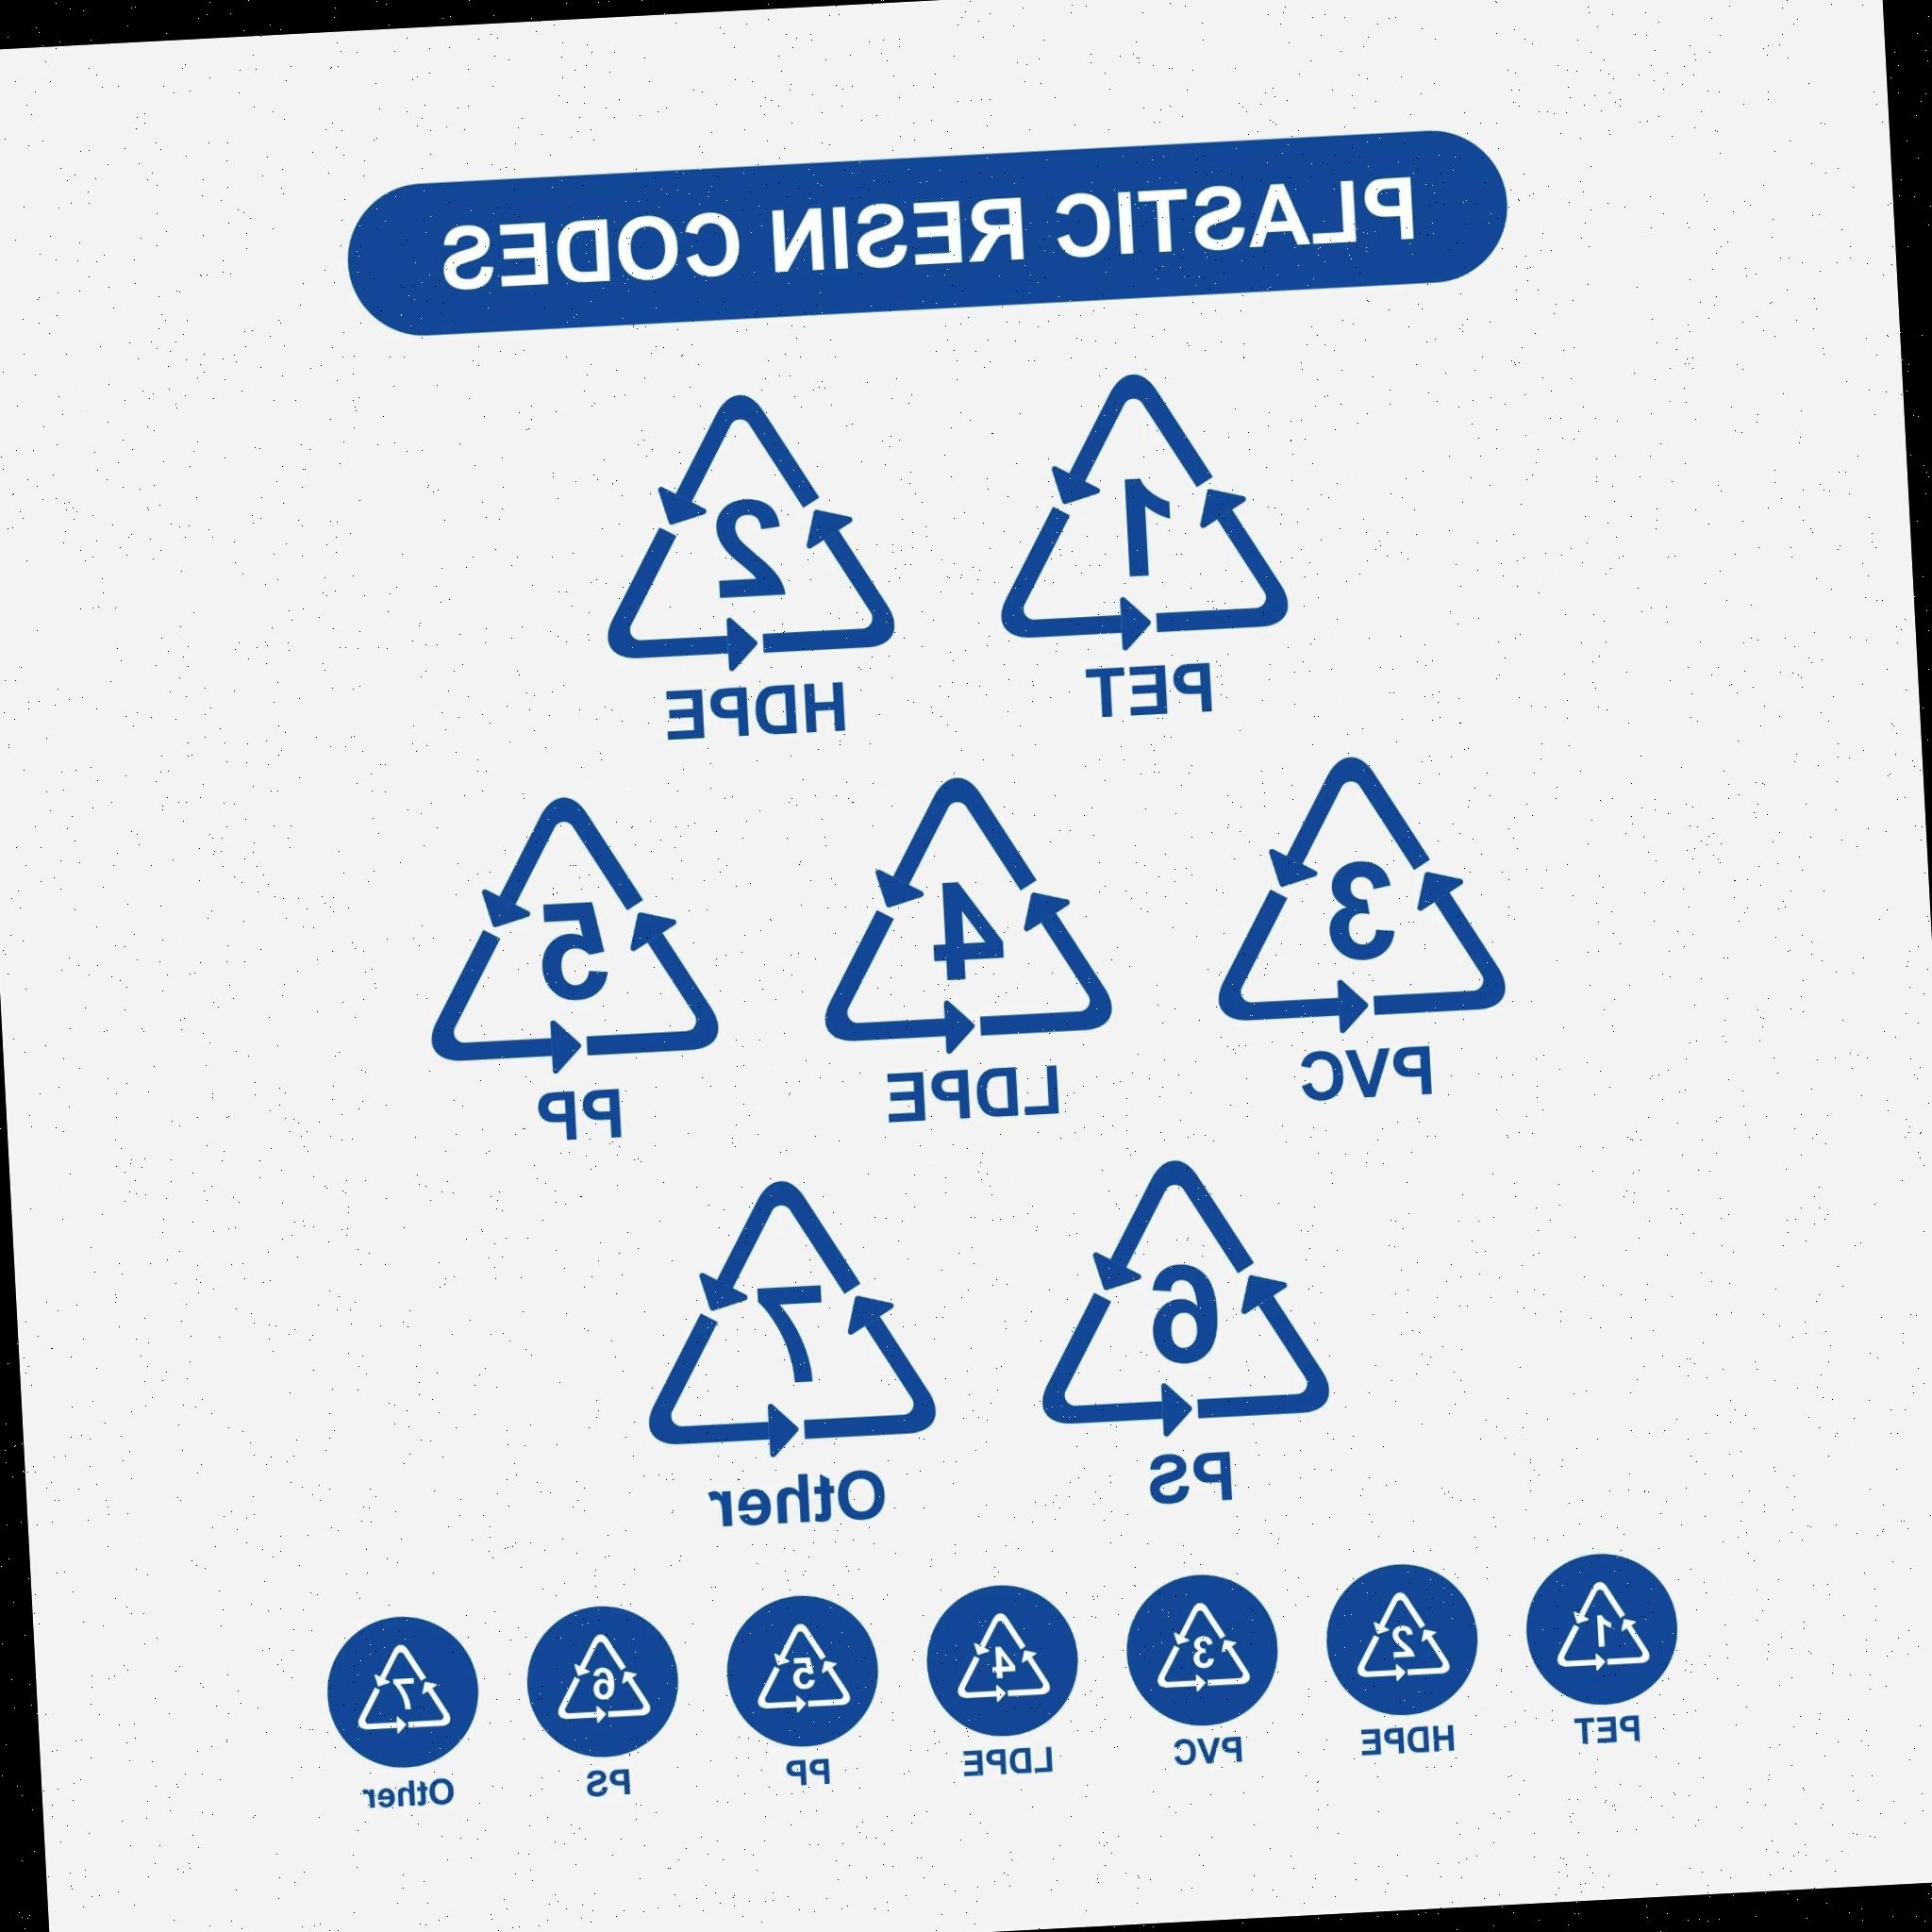 PLASTIC RESIN CODES
1 2
PET HDPE
3 4 5
PVC LDPE PP
6 7
PS Other
1 2 3 4 5 6 7
PET HDPE PVC LDPE PP PS Other